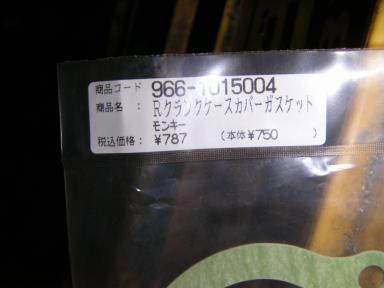 商品コード 966-1015004
商品名： Rクランクケースカバーガスケット
モンキー
税込価格： ¥787 （本体¥750 ）